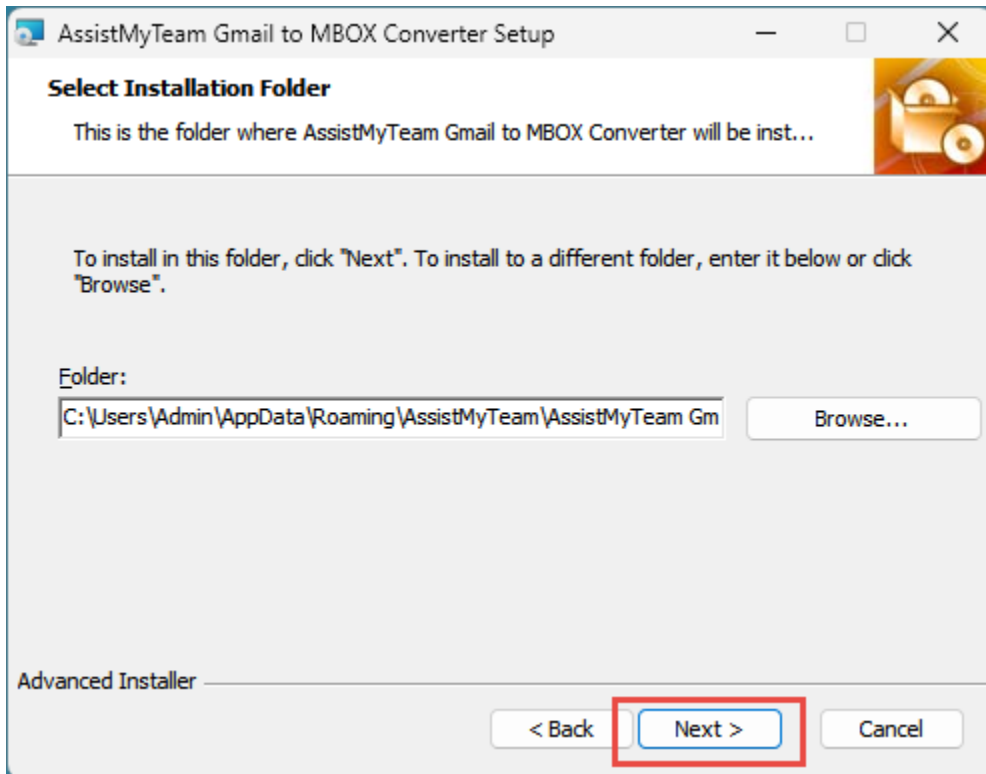 AssistMyTeam Gmail to MBOX Converter Setup
Select Installation Folder
This is the folder where AssistMyTeam Gmail to MBOX Converter will be inst...
To install in this folder, click "Next". To install to a different folder, enter it below or click
"Browse".
Folder:
C:\Users\Admin\AppData\Roaming\AssistMyTeam\AssistMyTeam Gm
Browse...
Advanced Installer
< Back
Next >
Cancel